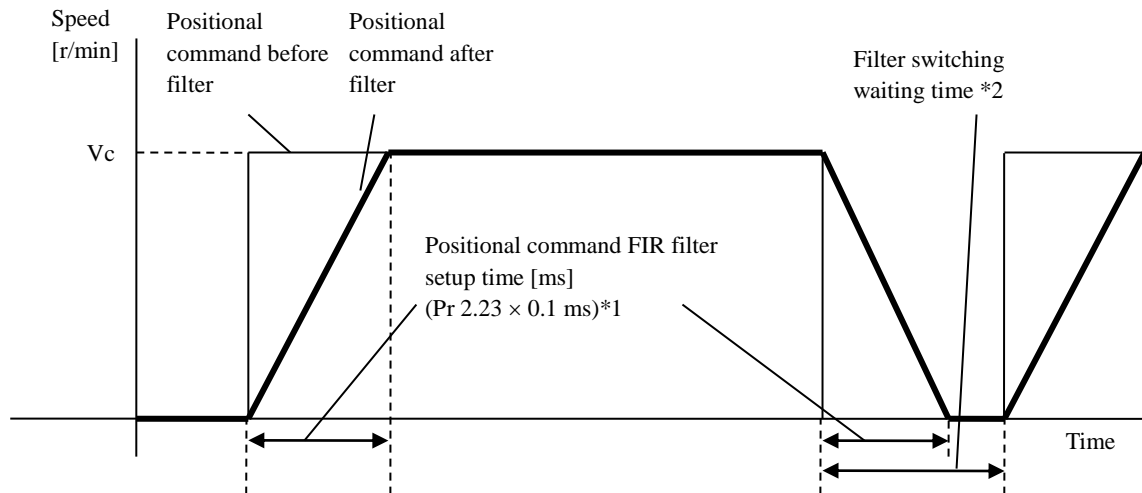 Speed
[r/min]
Positional
command before
filter
Positional
command after
filter
Filter switching
waiting time *2
Vc
Positional command FIR filter
setup time [ms]
(Pr 2.23 × 0.1 ms)*1
Time